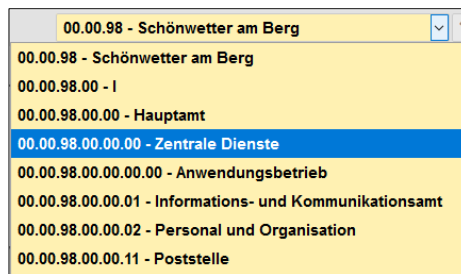 00.00.98 - Schönwetter am Berg
00.00.98 - Schönwetter am Berg
00.00.98.00 - I
00.00.98.00.00 - Hauptamt
00.00.98.00.00.00 - Zentrale Dienste
00.00.98.00.00.00.00 - Anwendungsbetrieb
00.00.98.00.00.01 - Informations- und Kommunikationsamt
00.00.98.00.00.02 - Personal und Organisation
00.00.98.00.00.11 - Poststelle